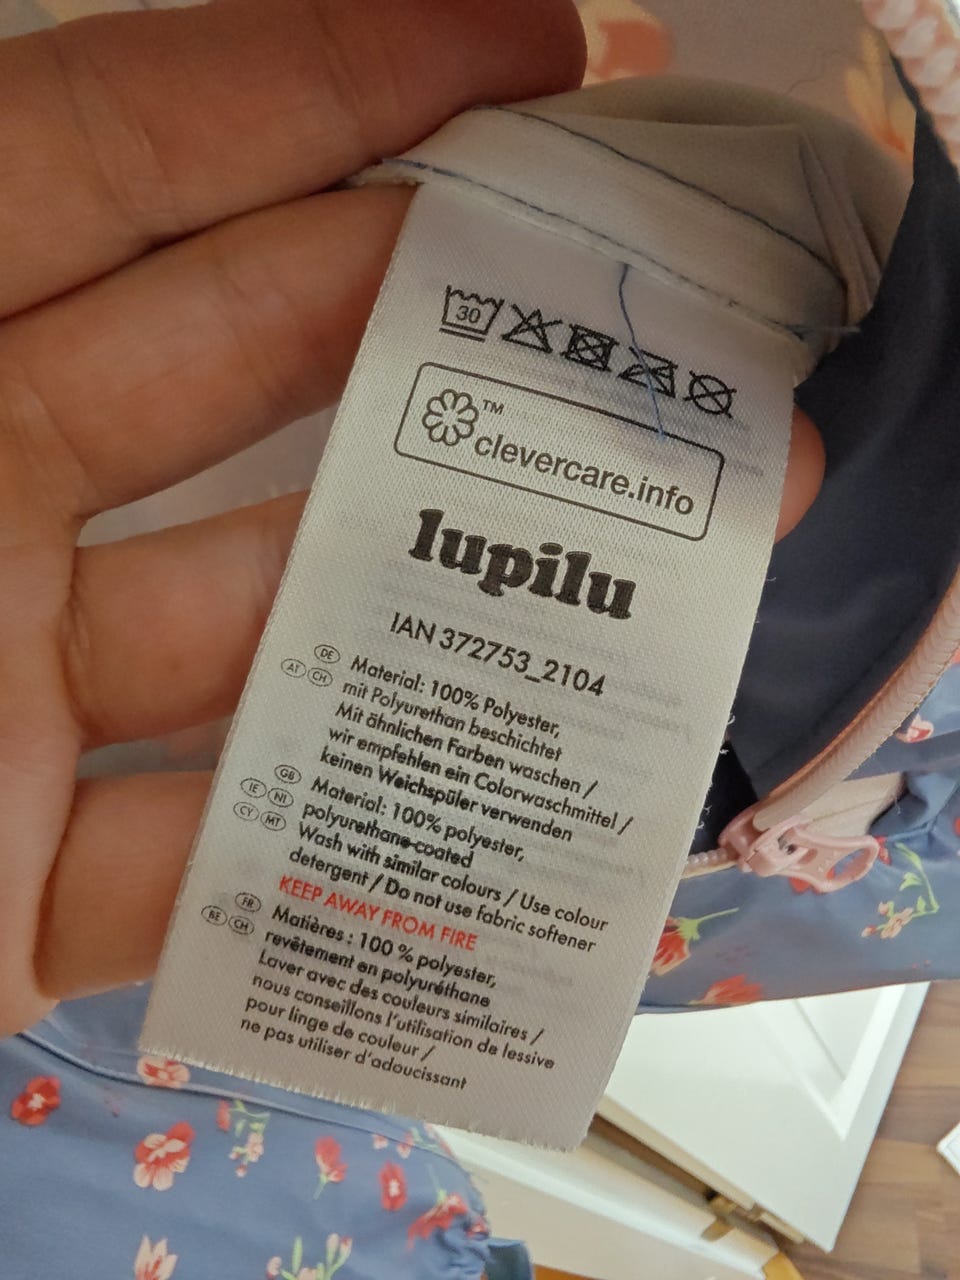 30
TM
clevercare.info
lupilu
IAN 372753_2104
DE
AT CH
Material: 100% Polyester,
mit Polyurethan beschichtet
Mit ähnlichen Farben waschen /
wir empfehlen ein Colorwaschmittel /
keinen Weichspüler verwenden
GB
IE NI
CY MT
Material: 100% polyester,
polyurethane-coated
Wash with similar colours / Use colour
detergent / Do not use fabric softener
KEEP AWAY FROM FIRE
FR
BE CH
Matières : 100 % polyester,
revêtement en polyuréthane
Laver avec des couleurs similaires /
nous conseillons l'utilisation de lessive
pour linge de couleur /
ne pas utiliser d'adoucissant